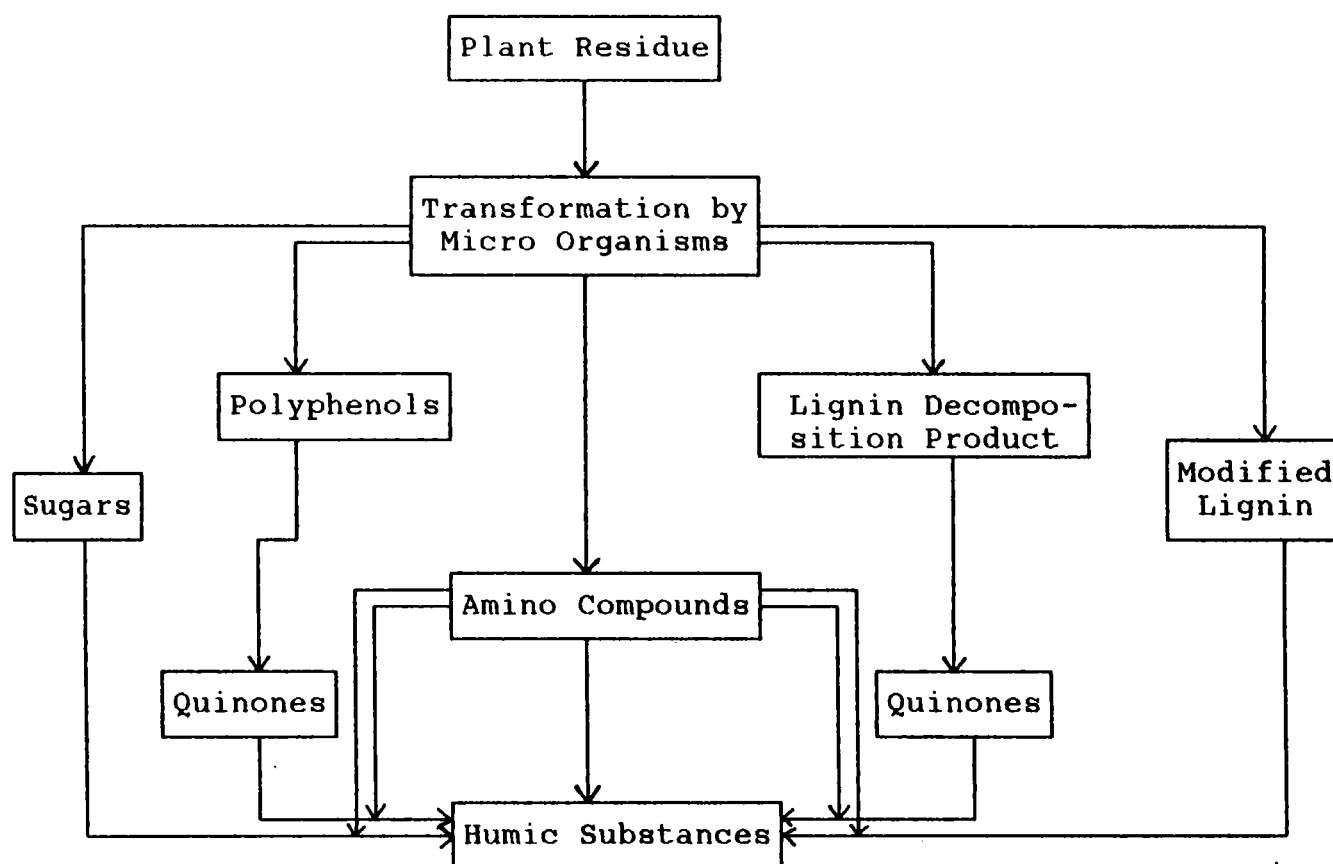 Plant Residue
Transformation by
Micro Organisms
Polyphenols
Lignin Decompo-
sition Product
Sugars
Modified
Lignin
Amino Compounds
Quinones
Quinones
Humic Substances